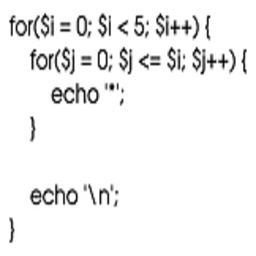 for($i = 0; $i < 5; $i++) {
for($j = 0; $j <= $i; $j++) {
echo '*';
}
echo '\n';
}